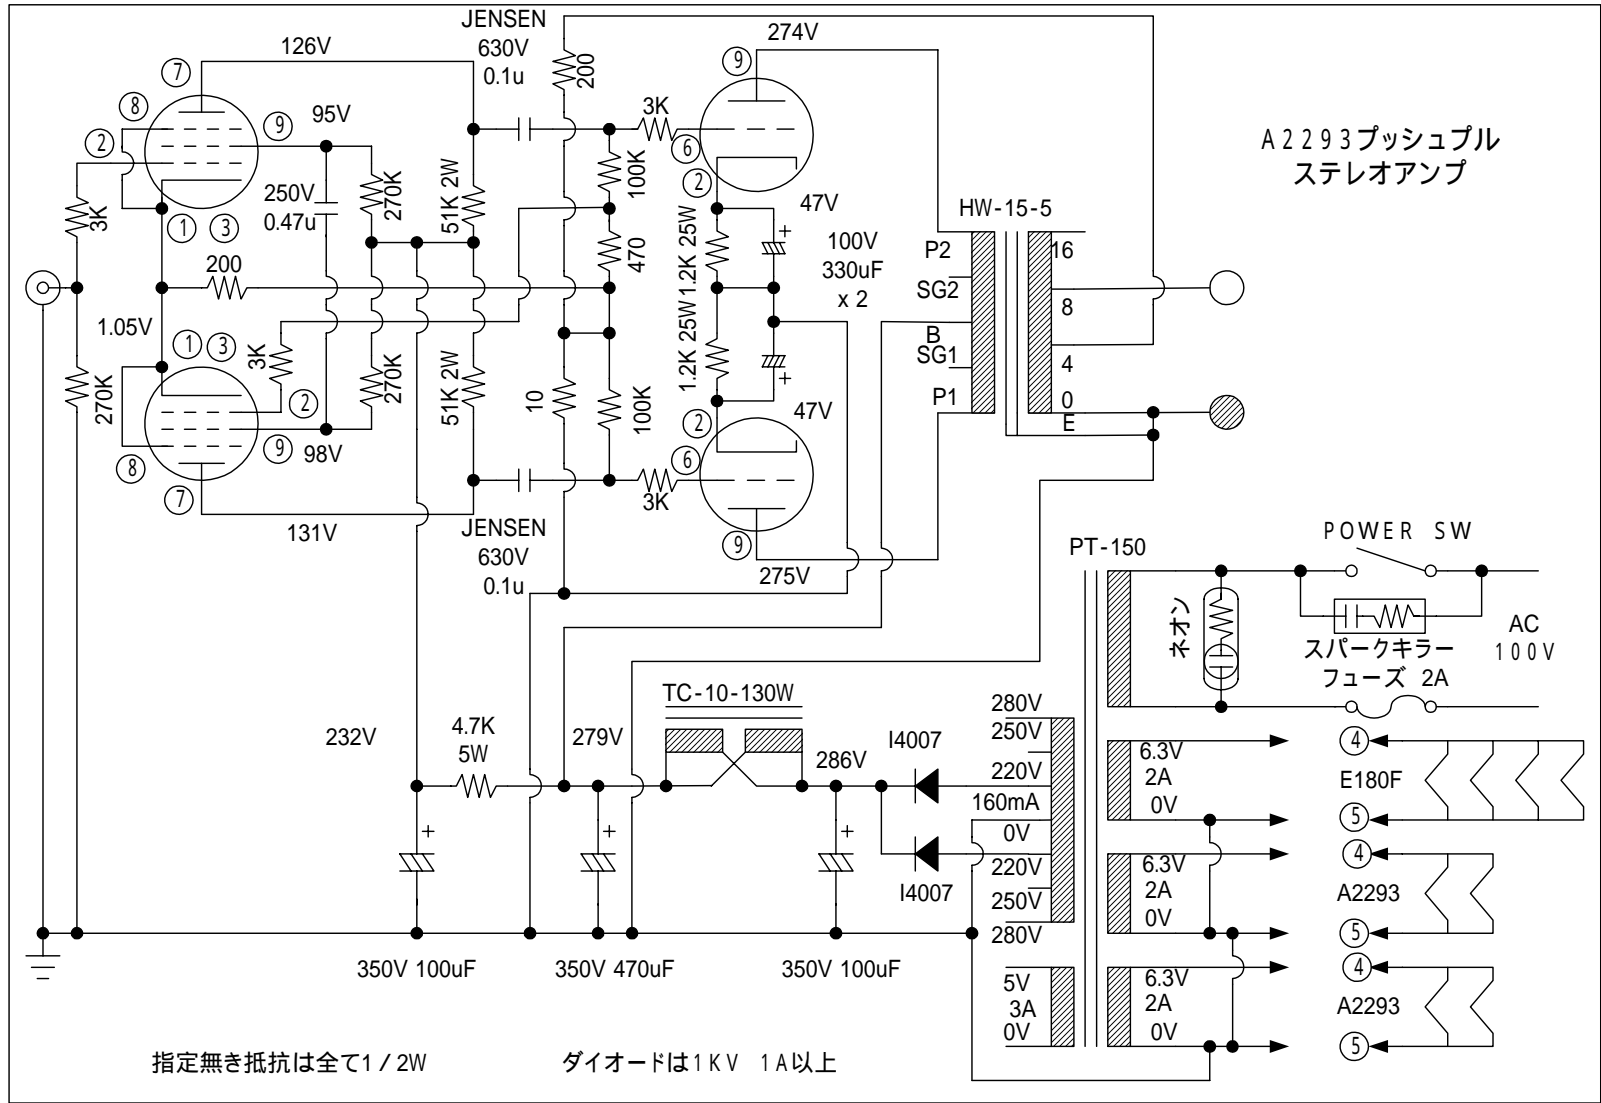 JENSEN
630V
0.1u
126V
274V
200
⑦
⑨
⑧
95V
3K
⑨
②
⑥
A2293プッシュプル
ステレオアンプ
250V
0.47u
270K
51K 2W
100K
②
47V
3K
① ③
200
470
1.2K 25W
100V
330uF
x 2
HW-15-5
P2
16
SG2
8
1.05V
① ③
3K
B
SG1
4
P1
0
E
270K
②
270K
51K 2W
10
100K
1.2K 25W
47V
②
⑨
98V
⑧
⑥
⑦
3K
131V
JENSEN
630V
0.1u
⑨
275V
PT-150
POWER SW
ネオン
スパークキラー
フューズ 2A
AC
100V
TC-10-130W
232V
4.7K
5W
279V
286V
I4007
I4007
280V
250V
220V
160mA
0V
220V
250V
280V
6.3V
2A
0V
④
E180F
⑤
6.3V
2A
0V
④
A2293
⑤
350V 100uF
350V 470uF
350V 100uF
5V
3A
0V
6.3V
2A
0V
④
A2293
⑤
+
+
+
+
+
指定無き抵抗は全て1/2W
ダイオードは1KV 1A以上